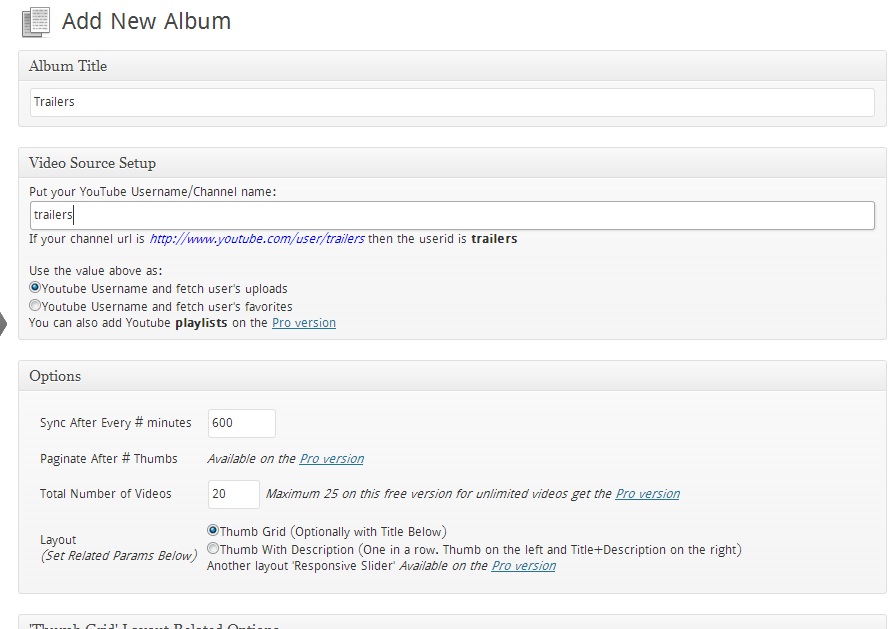 Add New Album
Album Title
Trailers
Video Source Setup
Put your YouTube Username/Channel name:
trailers
If your channel url is http://www.youtube.com/user/trailers then the userid is trailers
Use the value above as:
Youtube Username and fetch user's uploads
Youtube Username and fetch user's favorites
You can also add Youtube playlists on the Pro version
Options
Sync After Every # minutes 600
Paginate After # Thumbs Available on the Pro version
Total Number of Videos 20 Maximum 25 on this free version for unlimited videos get the Pro version
Layout
(Set Related Params Below)
Thumb Grid (Optionally with Title Below)
Thumb With Description (One in a row. Thumb on the left and Title+Description on the right)
Another layout 'Responsive Slider' Available on the Pro version
'Thumb Grid' Layout Related Options